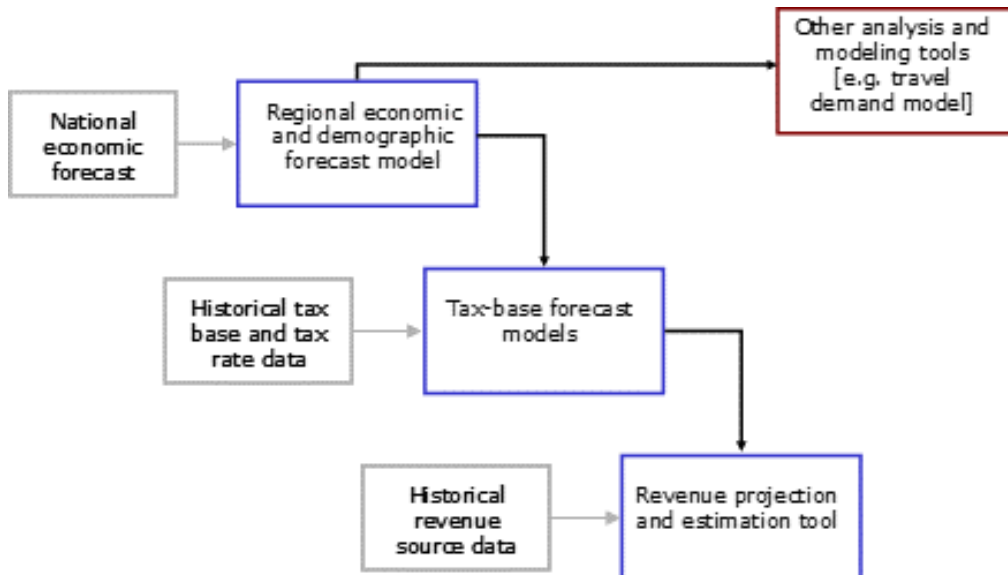 Other analysis and
modeling tools
[e.g. travel
demand model]
National
economic
forecast
Regional economic
and demographic
forecast model
Historical tax
base and tax
rate data
Tax-base forecast
models
Historical
revenue
source data
Revenue projection
and estimation tool